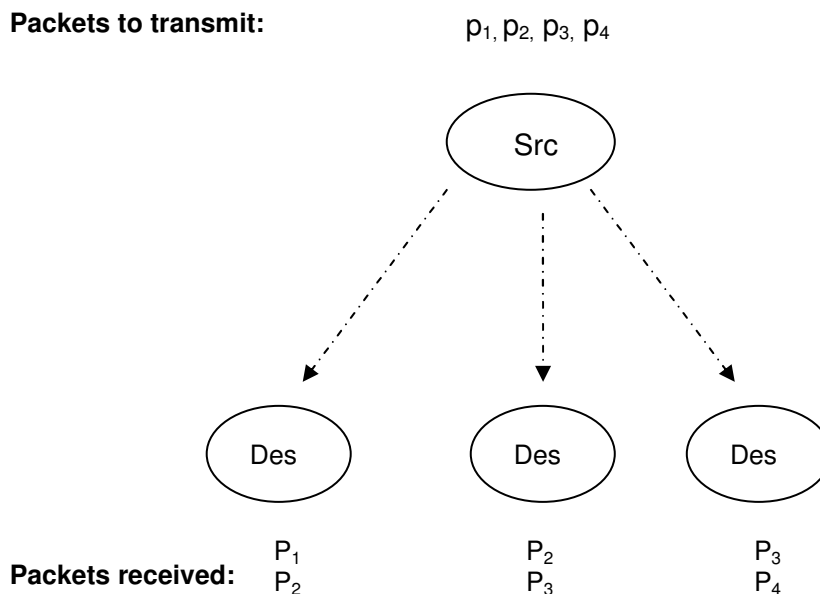 Packets to transmit: p₁, p₂, p₃, p₄
Src
Des Des Des
P₁ P₂ P₃
Packets received: P₂ P₃ P₄